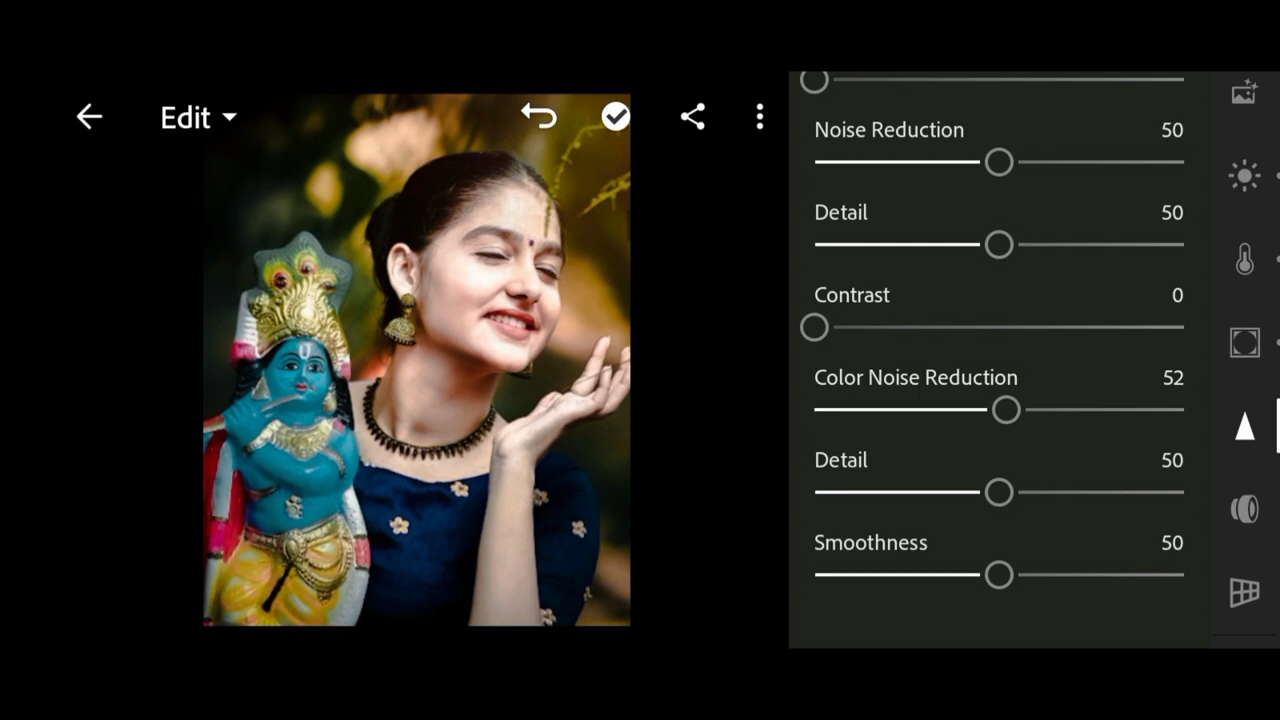 Edit
Noise Reduction 50
Detail 50
Contrast 0
Color Noise Reduction 52
Detail 50
Smoothness 50